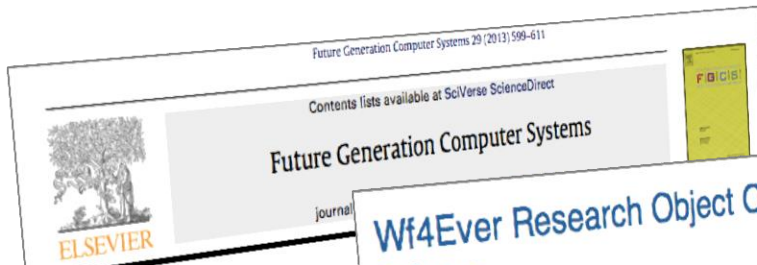 Future Generation Computer Systems 29 (2013) 599–611
Contents lists available at SciVerse ScienceDirect
Future Generation Computer Systems
FGCS
journal
ELSEVIER
Wf4Ever Research Object